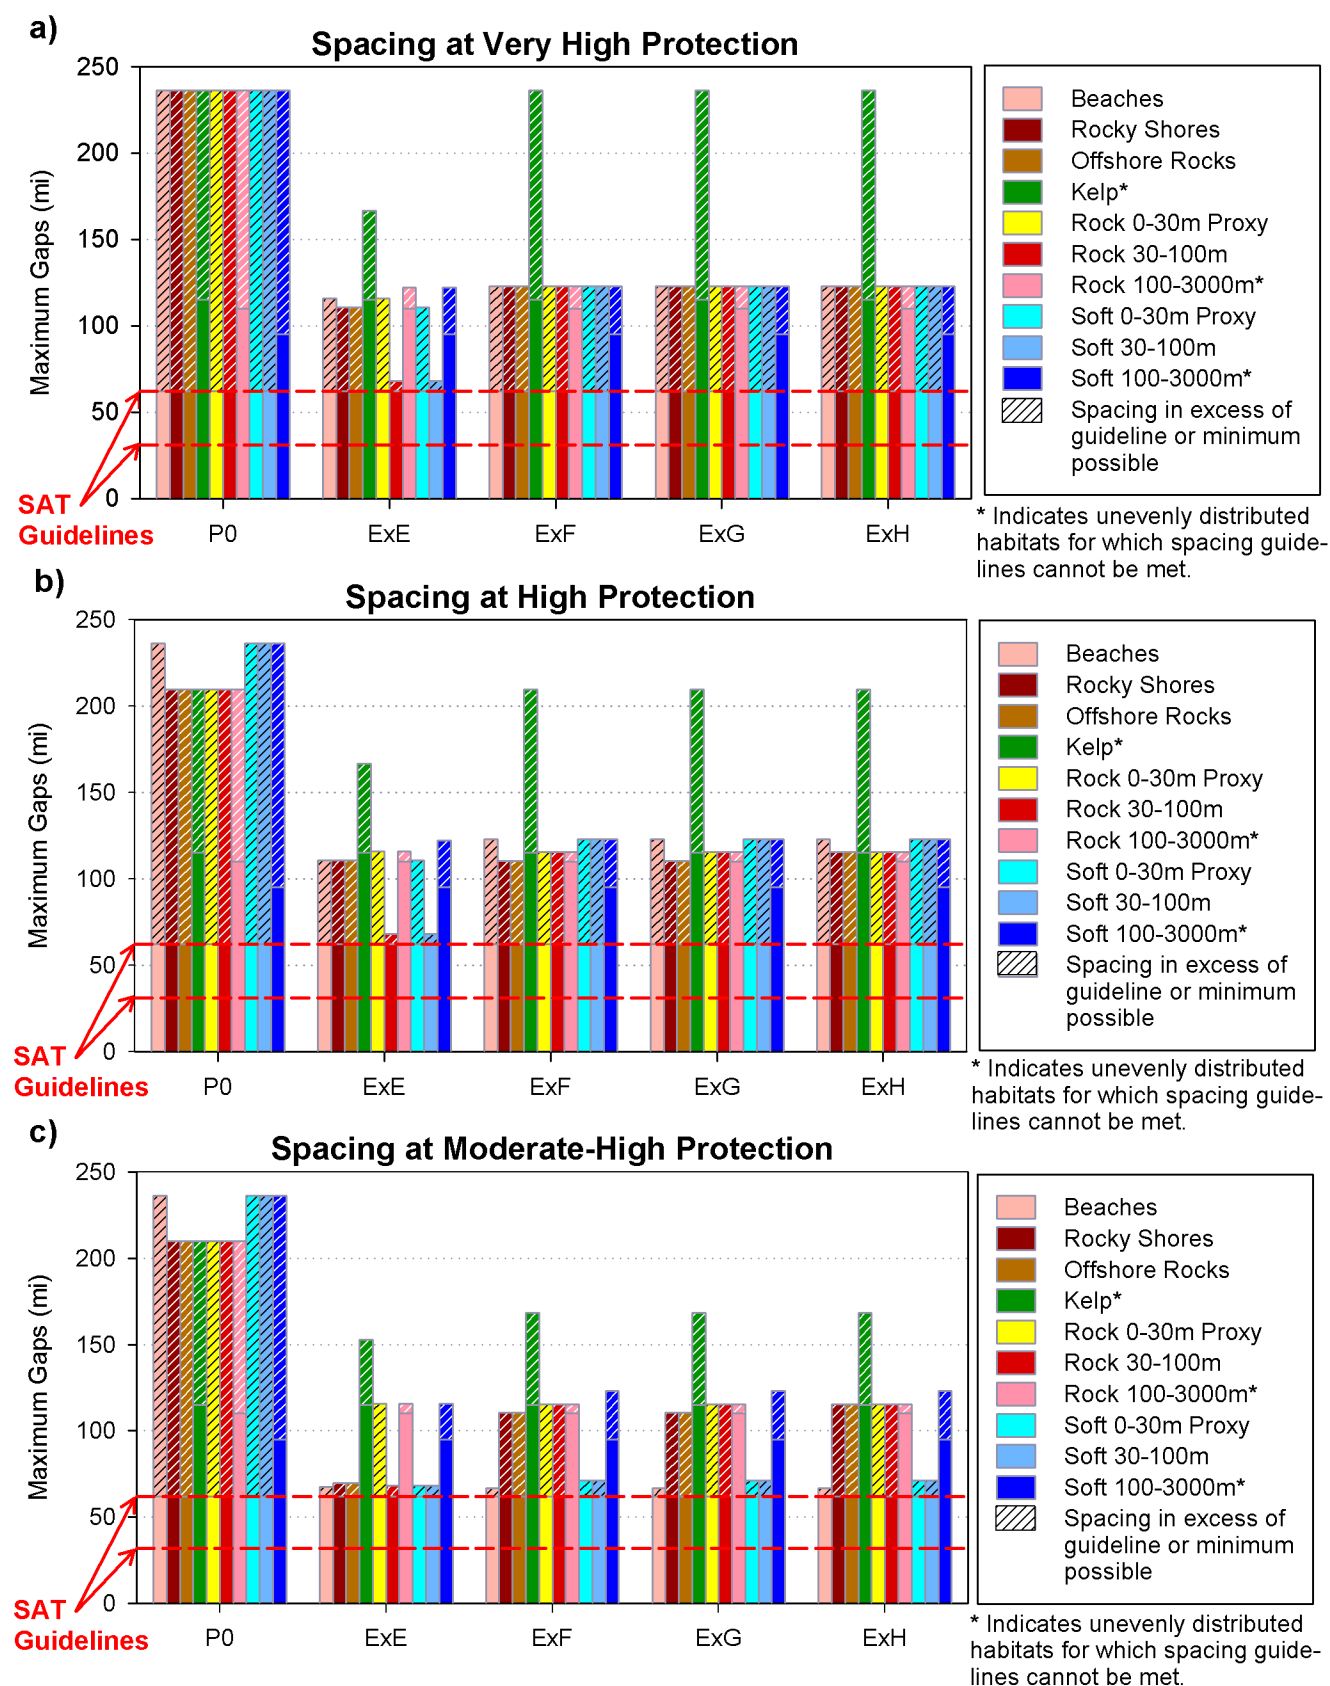 a)
Spacing at Very High Protection
250
200
150
100
50
0
Maximum Gaps (mi)
SAT
Guidelines
P0
ExE
ExF
ExG
ExH
Beaches
Rocky Shores
Offshore Rocks
Kelp*
Rock 0-30m Proxy
Rock 30-100m
Rock 100-3000m*
Soft 0-30m Proxy
Soft 30-100m
Soft 100-3000m*
Spacing in excess of
guideline or minimum
possible
* Indicates unevenly distributed
habitats for which spacing guide-
lines cannot be met.
b)
Spacing at High Protection
250
200
150
100
50
0
Maximum Gaps (mi)
SAT
Guidelines
P0
ExE
ExF
ExG
ExH
Beaches
Rocky Shores
Offshore Rocks
Kelp*
Rock 0-30m Proxy
Rock 30-100m
Rock 100-3000m*
Soft 0-30m Proxy
Soft 30-100m
Soft 100-3000m*
Spacing in excess of
guideline or minimum
possible
* Indicates unevenly distributed
habitats for which spacing guide-
lines cannot be met.
c)
Spacing at Moderate-High Protection
250
200
150
100
50
0
Maximum Gaps (mi)
SAT
Guidelines
P0
ExE
ExF
ExG
ExH
Beaches
Rocky Shores
Offshore Rocks
Kelp*
Rock 0-30m Proxy
Rock 30-100m
Rock 100-3000m*
Soft 0-30m Proxy
Soft 30-100m
Soft 100-3000m*
Spacing in excess of
guideline or minimum
possible
* Indicates unevenly distributed
habitats for which spacing guide-
lines cannot be met.